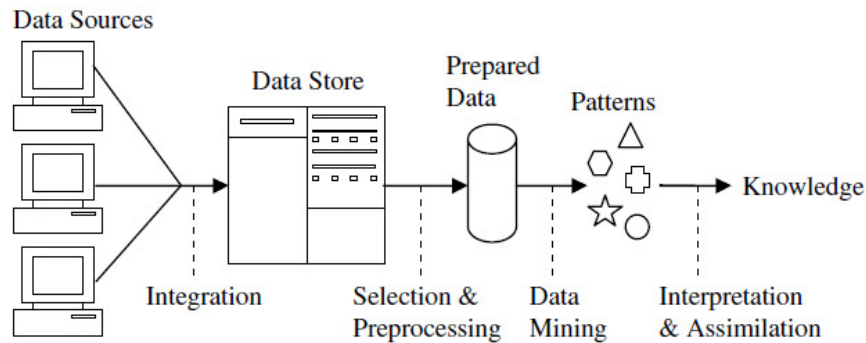 Data Sources
Data Store
Prepared
Data
Patterns
Knowledge
Integration
Selection &
Preprocessing
Data
Mining
Interpretation
& Assimilation